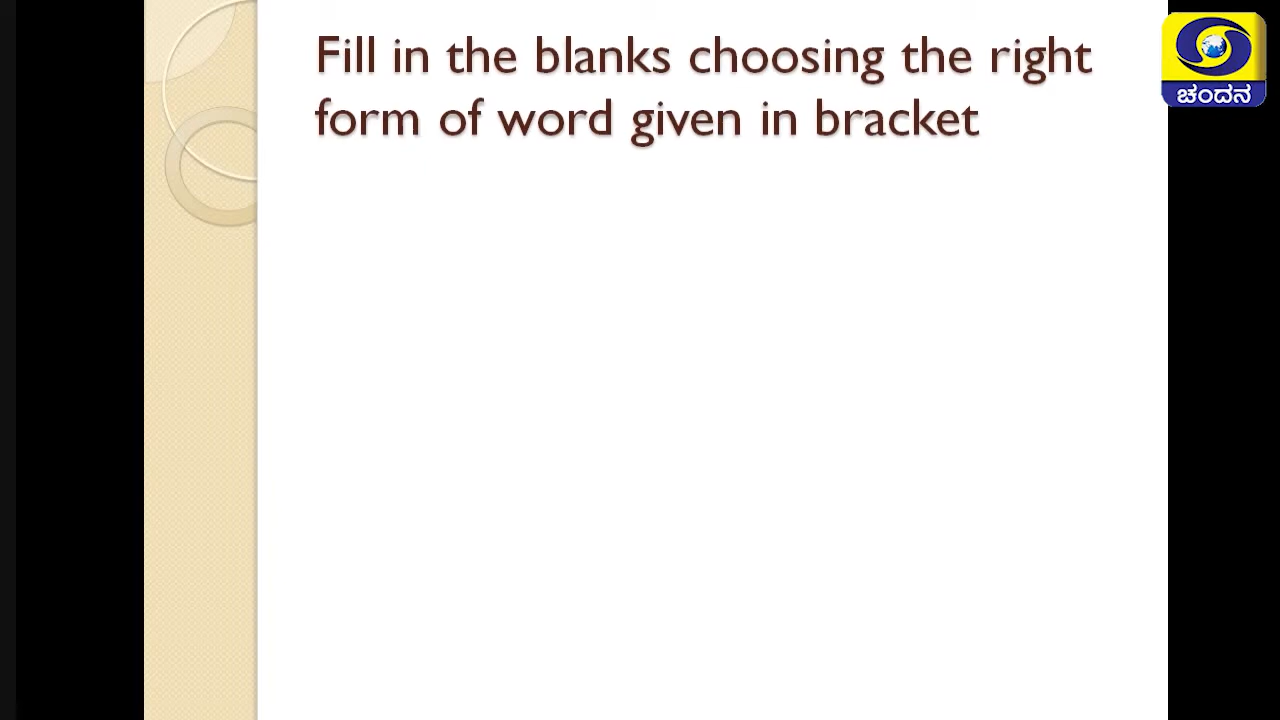 Fill in the blanks choosing the right
form of word given in bracket
ಚಂದನ